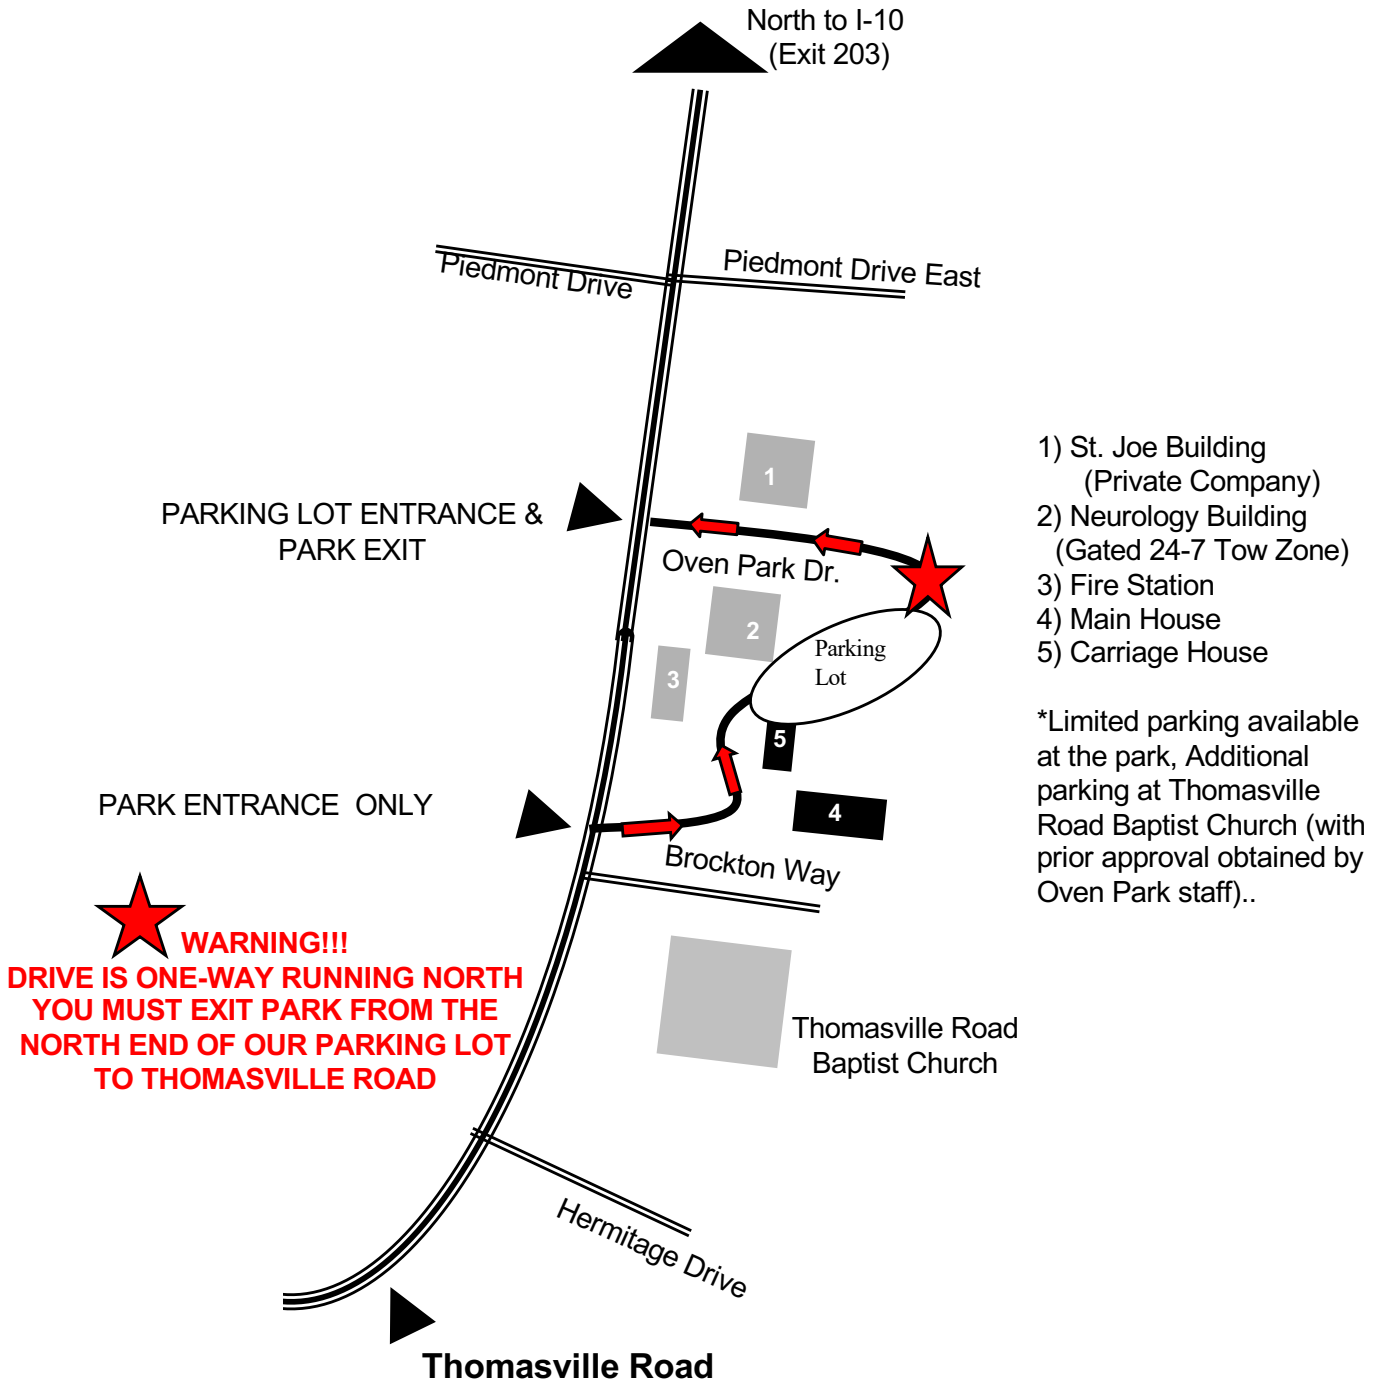 North to I-10
(Exit 203)
Piedmont Drive
Piedmont Drive East
1
PARKING LOT ENTRANCE &
PARK EXIT
Oven Park Dr.
2
3
Parking
Lot
5
4
PARK ENTRANCE ONLY
Brockton Way
1) St. Joe Building
(Private Company)
2) Neurology Building
(Gated 24-7 Tow Zone)
3) Fire Station
4) Main House
5) Carriage House
*Limited parking available
at the park, Additional
parking at Thomasville
Road Baptist Church (with
prior approval obtained by
Oven Park staff)..
WARNING!!!
DRIVE IS ONE-WAY RUNNING NORTH
YOU MUST EXIT PARK FROM THE
NORTH END OF OUR PARKING LOT
TO THOMASVILLE ROAD
Thomasville Road
Baptist Church
Hermitage Drive
Thomasville Road